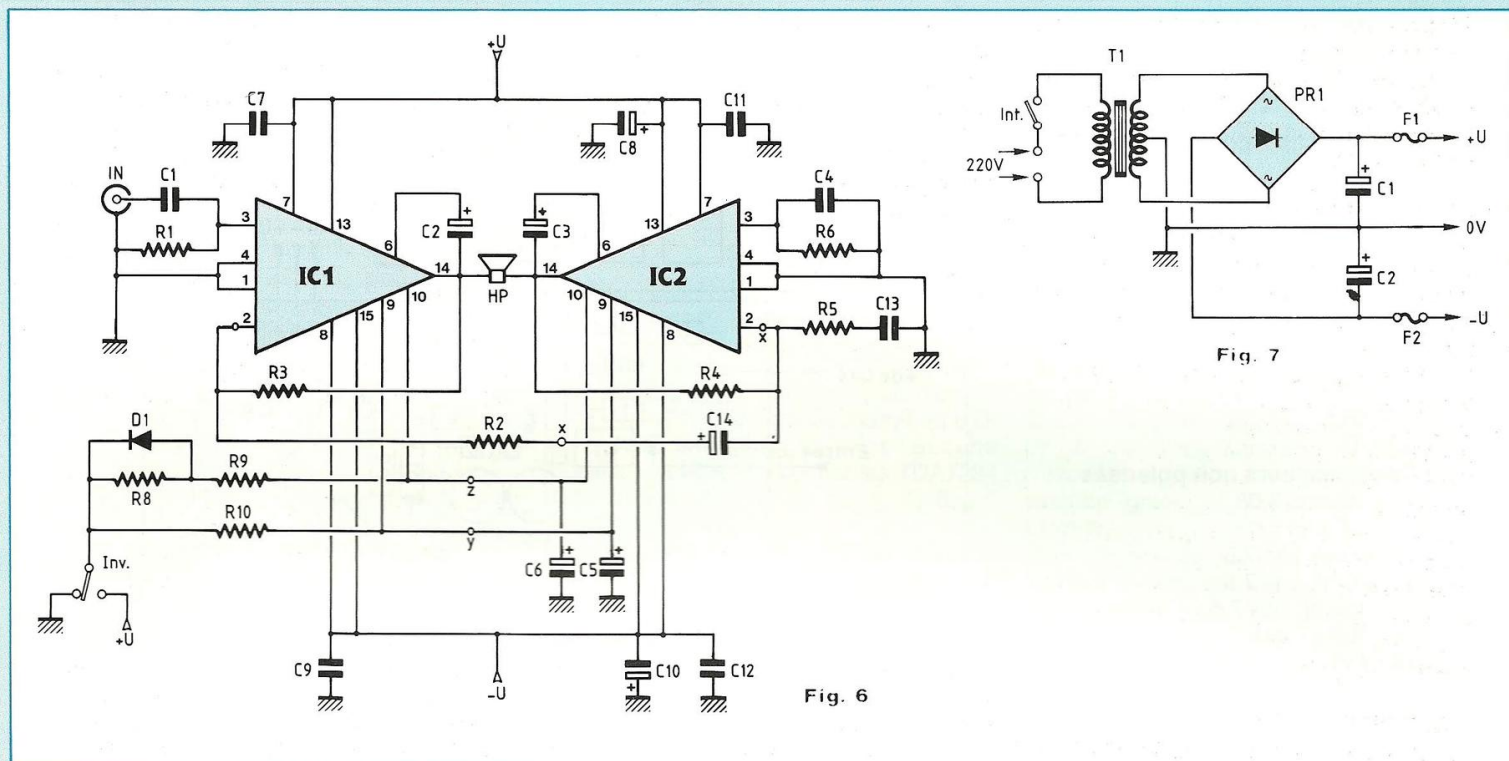 +U
C7
C8
+
C11
IN
C1
R1
3
4
1
2
7
13
6
+
C2
14
IC1
9
10
15
8
HP
+
C3
14
6
13
7
IC2
10
9
15
8
3
4
1
2
x
C4
R6
R5
C13
R3
R4
R2
x
+
C14
D1
R8
R9
z
R10
y
Inv.
+U
C6
+
C5
+
C9
-U
C10
+
C12
Fig. 6
T1
Int.
220V
PR1
~
~
F1
+U
+
C1
0V
+
C2
F2
-U
Fig. 7